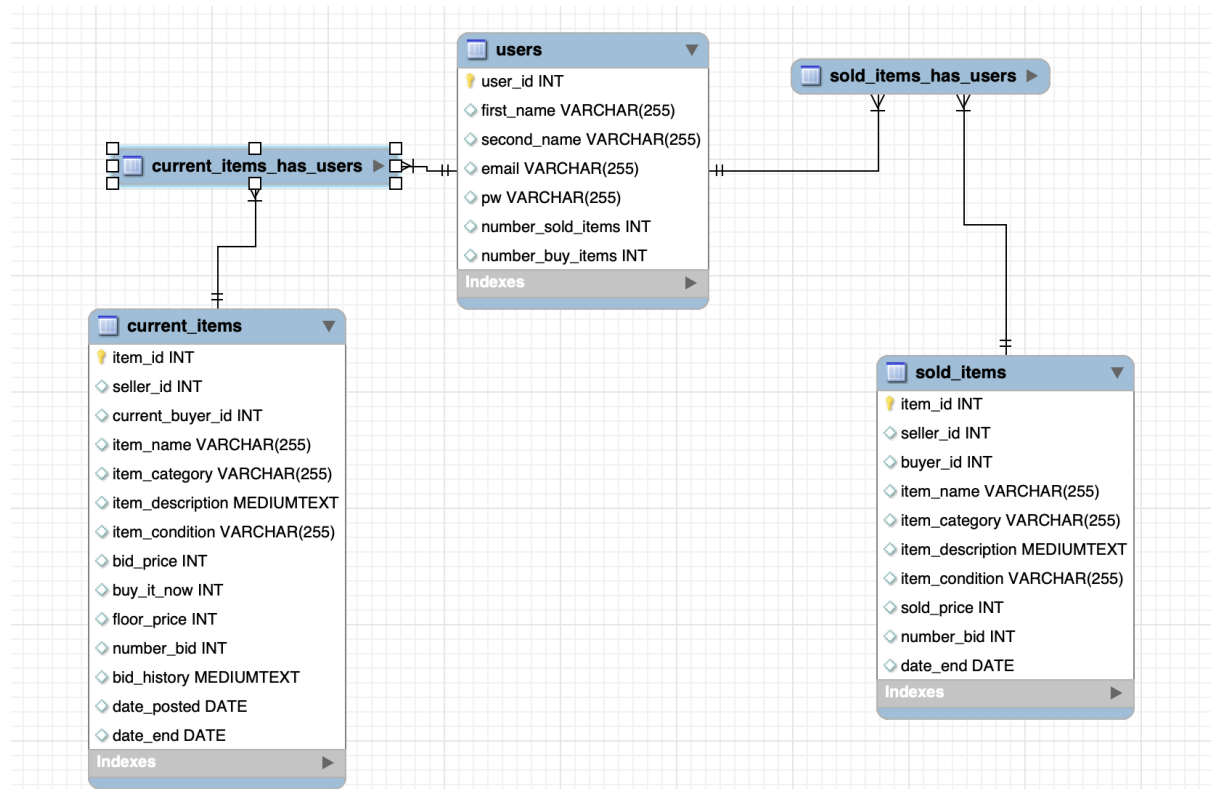 users
user_id INT
first_name VARCHAR(255)
second_name VARCHAR(255)
email VARCHAR(255)
pw VARCHAR(255)
number_sold_items INT
number_buy_items INT
Indexes
sold_items_has_users
current_items_has_users
current_items
item_id INT
seller_id INT
current_buyer_id INT
item_name VARCHAR(255)
item_category VARCHAR(255)
item_description MEDIUMTEXT
item_condition VARCHAR(255)
bid_price INT
buy_it_now INT
floor_price INT
number_bid INT
bid_history MEDIUMTEXT
date_posted DATE
date_end DATE
Indexes
sold_items
item_id INT
seller_id INT
buyer_id INT
item_name VARCHAR(255)
item_category VARCHAR(255)
item_description MEDIUMTEXT
item_condition VARCHAR(255)
sold_price INT
number_bid INT
date_end DATE
Indexes